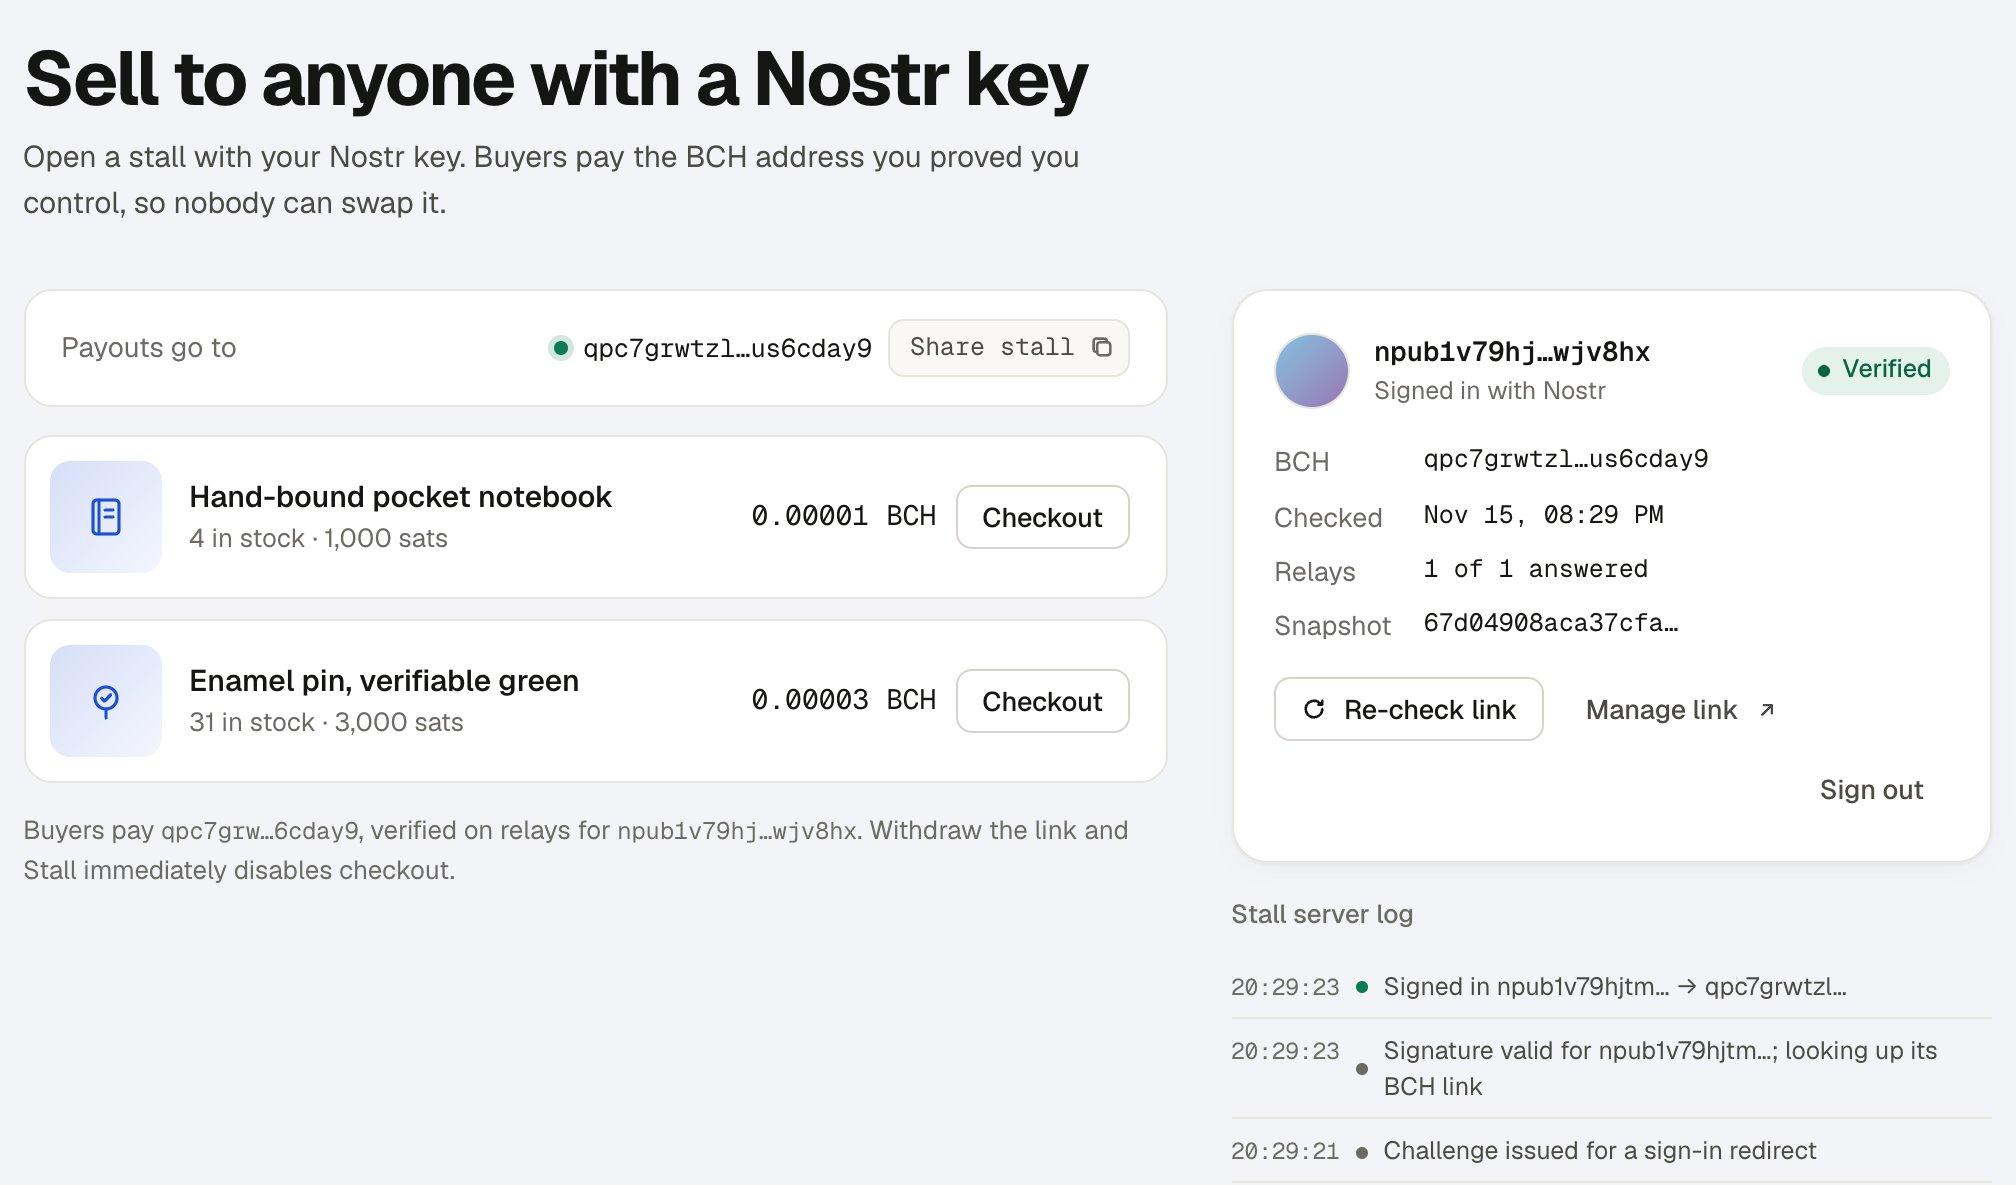 Sell to anyone with a Nostr key
Open a stall with your Nostr key. Buyers pay the BCH address you proved you
control, so nobody can swap it.
Payouts go to
qpc7grwtzl…us6cday9
Share stall
Hand-bound pocket notebook
4 in stock · 1,000 sats
0.00001 BCH
Checkout
Enamel pin, verifiable green
31 in stock · 3,000 sats
0.00003 BCH
Checkout
Buyers pay qpc7grw…6cday9, verified on relays for npub1v79hj…wjv8hx. Withdraw the link and
Stall immediately disables checkout.
npub1v79hj…wjv8hx
Signed in with Nostr
Verified
BCH qpc7grwtzl…us6cday9
Checked Nov 15, 08:29 PM
Relays 1 of 1 answered
Snapshot 67d04908aca37cfa…
Re-check link
Manage link ↗
Sign out
Stall server log
20:29:23 Signed in npub1v79hjtm… → qpc7grwtzl…
20:29:23 Signature valid for npub1v79hjtm…; looking up its
BCH link
20:29:21 Challenge issued for a sign-in redirect